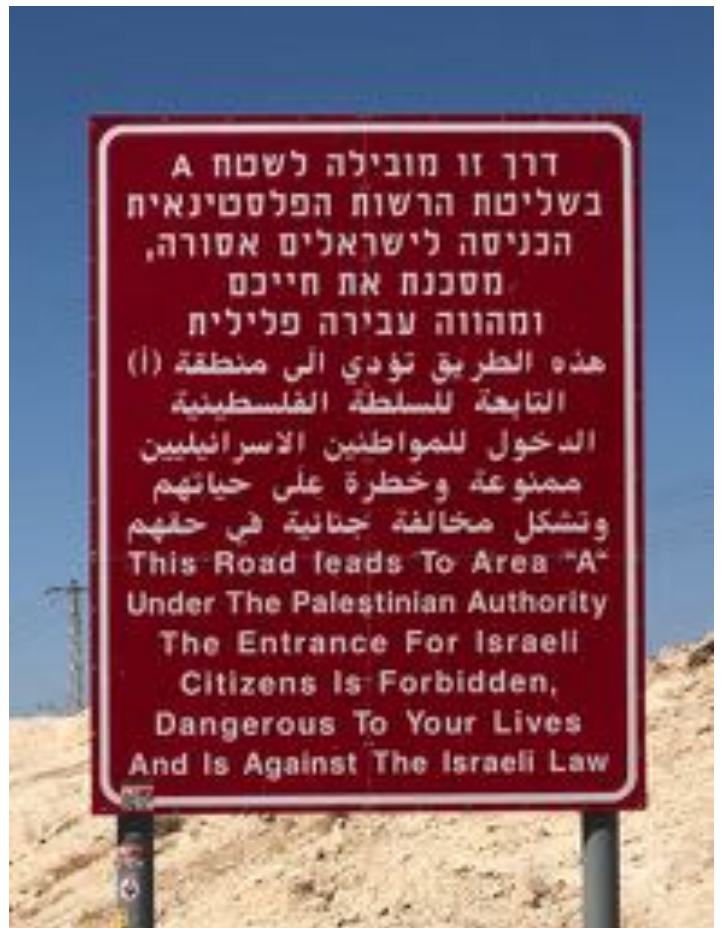 דרך זו מובילה לשטח A
בשליטת הרשות הפלסטינאית
הכניסה לישראלים אסורה,
מסכנת את חייכם
ומהווה עבירה פלילית
هذه الطريق تؤدي الى منطقة (أ)
التابعة للسلطة الفلسطينية
الدخول للمواطنين الاسرائيليين
ممنوعة وخطرة على حياتهم
وتشكل مخالفة جنائية في حقهم
This Road leads To Area "A"
Under The Palestinian Authority
The Entrance For Israeli
Citizens Is Forbidden,
Dangerous To Your Lives
And Is Against The Israeli Law